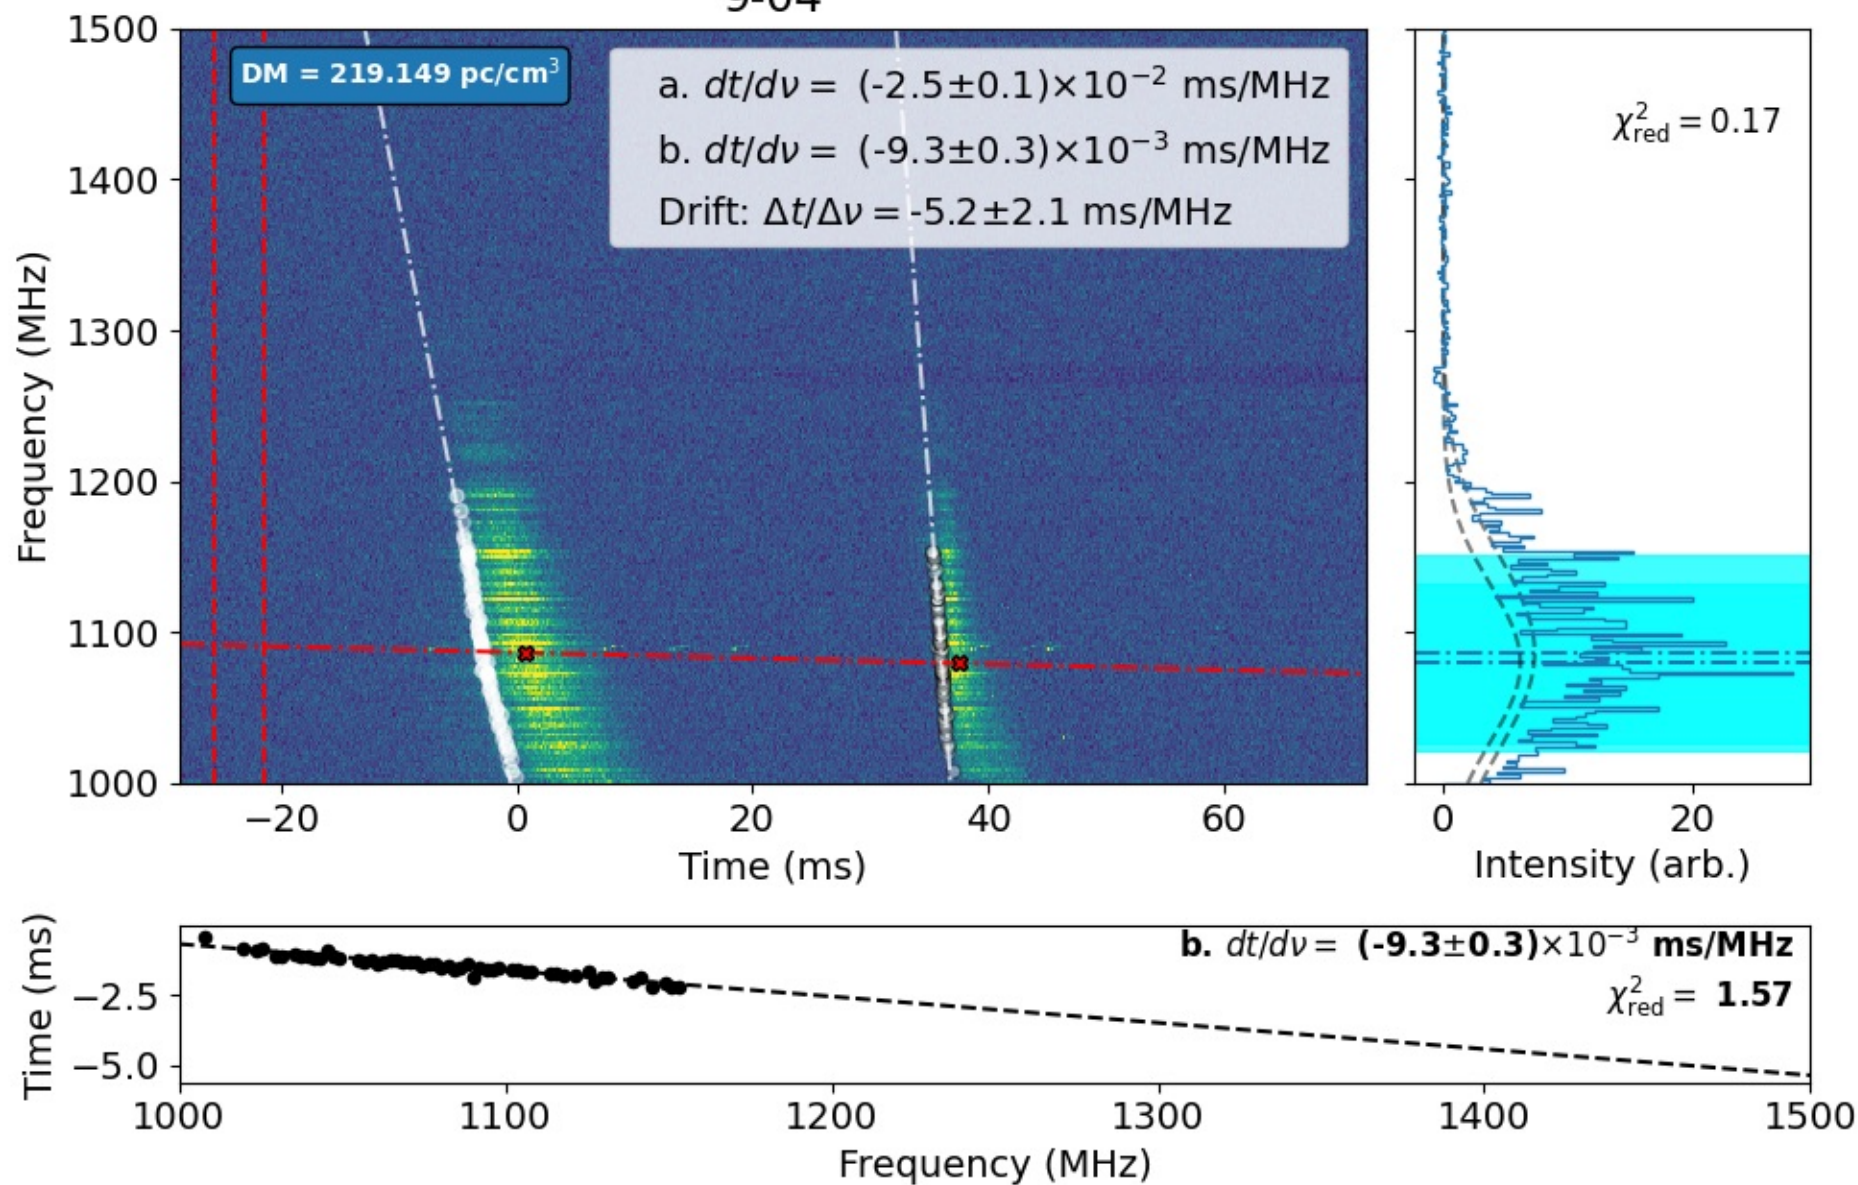 DM = 219.149 pc/cm³
a. dt/dν = (-2.5±0.1)×10⁻² ms/MHz
b. dt/dν = (-9.3±0.3)×10⁻³ ms/MHz
Drift: Δt/Δν = -5.2±2.1 ms/MHz
1500
1400
1300
1200
1100
1000
Frequency (MHz)
−20 0 20 40 60
Time (ms)
χ²red = 0.17
0 20
Intensity (arb.)
Time (ms)
−2.5
−5.0
b. dt/dν = (-9.3±0.3)×10⁻³ ms/MHz
χ²red = 1.57
1000 1100 1200 1300 1400 1500
Frequency (MHz)